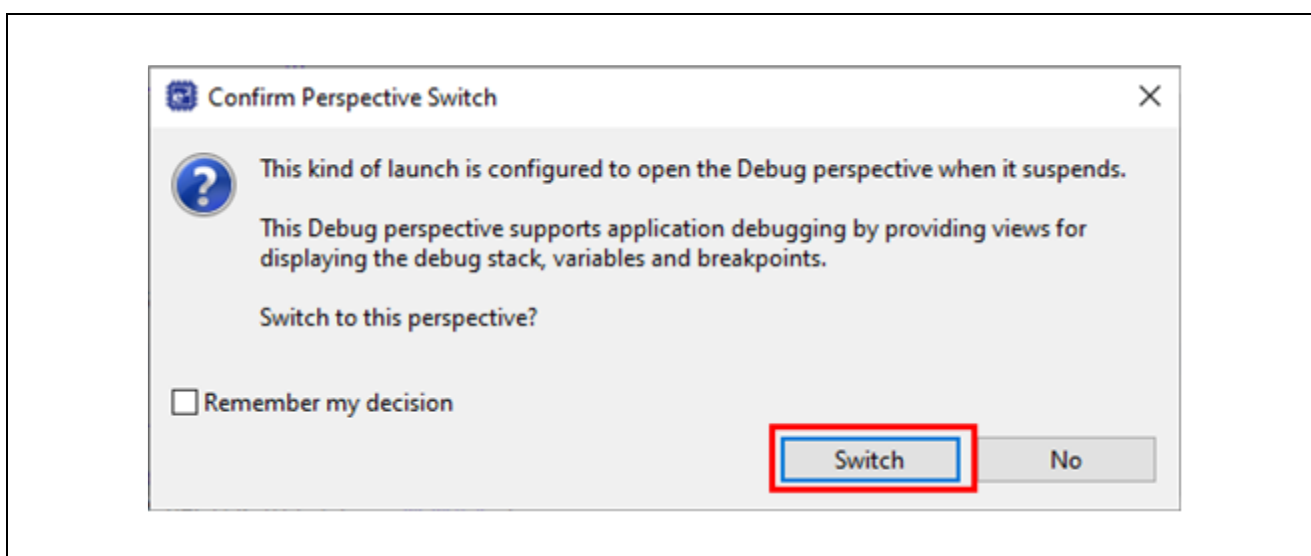 Confirm Perspective Switch
This kind of launch is configured to open the Debug perspective when it suspends.
This Debug perspective supports application debugging by providing views for
displaying the debug stack, variables and breakpoints.
Switch to this perspective?
Remember my decision
Switch
No